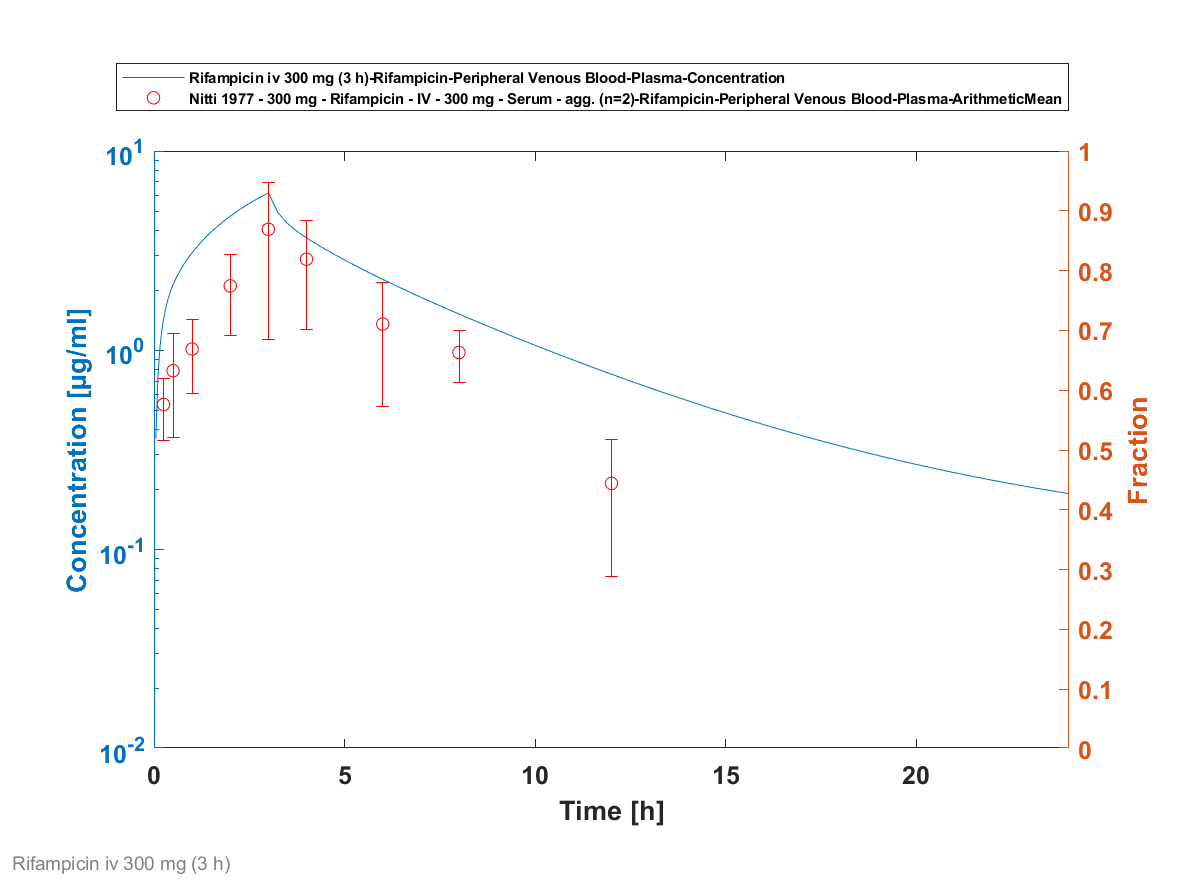 Rifampicin iv 300 mg (3 h)-Rifampicin-Peripheral Venous Blood-Plasma-Concentration
Nitti 1977 - 300 mg - Rifampicin - IV - 300 mg - Serum - agg. (n=2)-Rifampicin-Peripheral Venous Blood-Plasma-ArithmeticMean
10^1
10^0
10^-1
10^-2
Concentration [µg/ml]
1
0.9
0.8
0.7
0.6
0.5
0.4
0.3
0.2
0.1
0
Fraction
0 5 10 15 20
Time [h]
Rifampicin iv 300 mg (3 h)